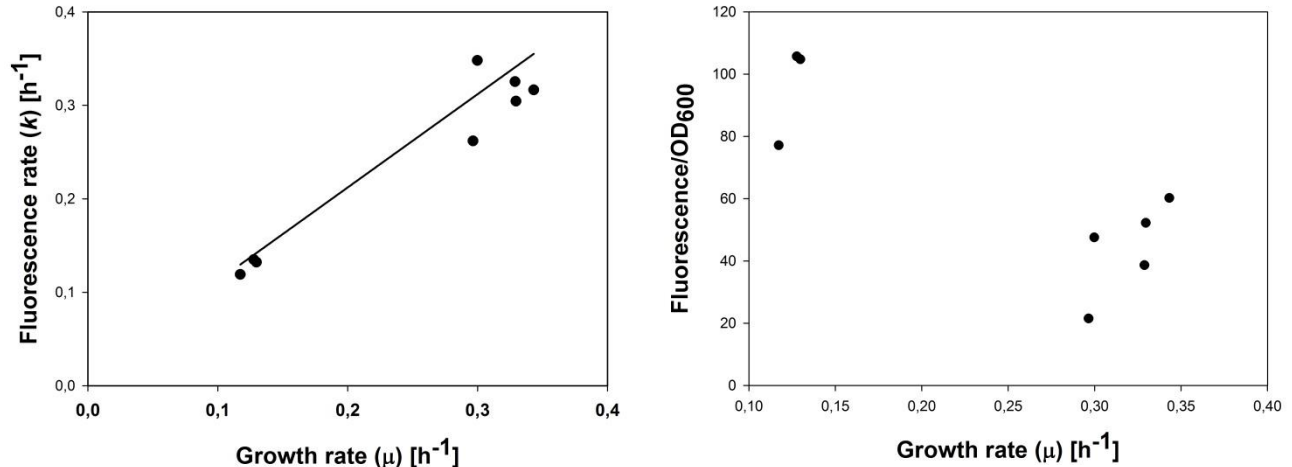 Fluorescence rate (k) [h-1]
0,4
0,3
0,2
0,1
0,0
0,0 0,1 0,2 0,3 0,4
Growth rate (μ) [h-1]
Fluorescence/OD600
120
100
80
60
40
20
0
0,10 0,15 0,20 0,25 0,30 0,35 0,40
Growth rate (μ) [h-1]